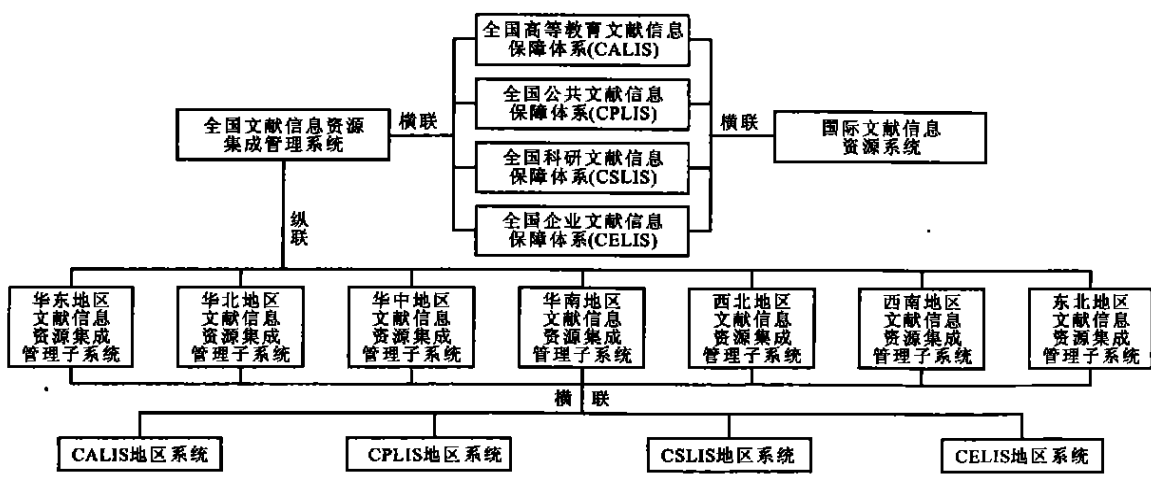 全国高等教育文献信息
保障体系(CALIS)
全国公共文献信息
保障体系(CPLIS)
全国文献信息资源
集成管理系统
横联
横联
国际文献信息
资源系统
全国科研文献信息
保障体系(CSLIS)
全国企业文献信息
保障体系(CELIS)
纵
联
华东地区
文献信息
资源集成
管理子系统
华北地区
文献信息
资源集成
管理子系统
华中地区
文献信息
资源集成
管理子系统
华南地区
文献信息
资源集成
管理子系统
西北地区
文献信息
资源集成
管理子系统
西南地区
文献信息
资源集成
管理子系统
东北地区
文献信息
资源集成
管理子系统
横 联
CALIS地区系统
CPLIS地区系统
CSLIS地区系统
CELIS地区系统